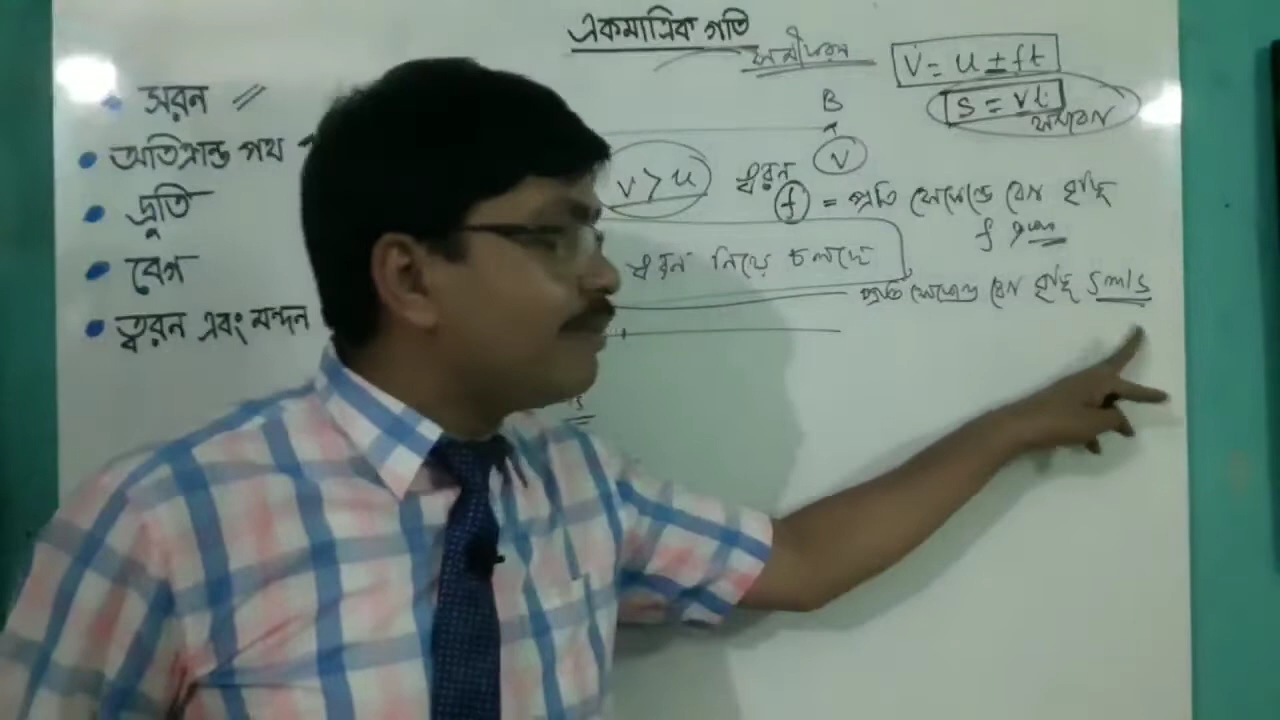 একমাত্রিক গতি
সমীকরণ
V = u ± ft
S = vt
সমবেগ
• সরন
• অতিক্রান্ত পথ
• দ্রুতি
• বেগ
• ত্বরন এবং মন্দন
B
V
V > u
ত্বরন
f = প্রতি সেকেন্ডে বেগ বৃদ্ধি
f
ত্বরন নিয়ে চলছে
প্রতি সেকেন্ডে বেগ বৃদ্ধি 5m/s